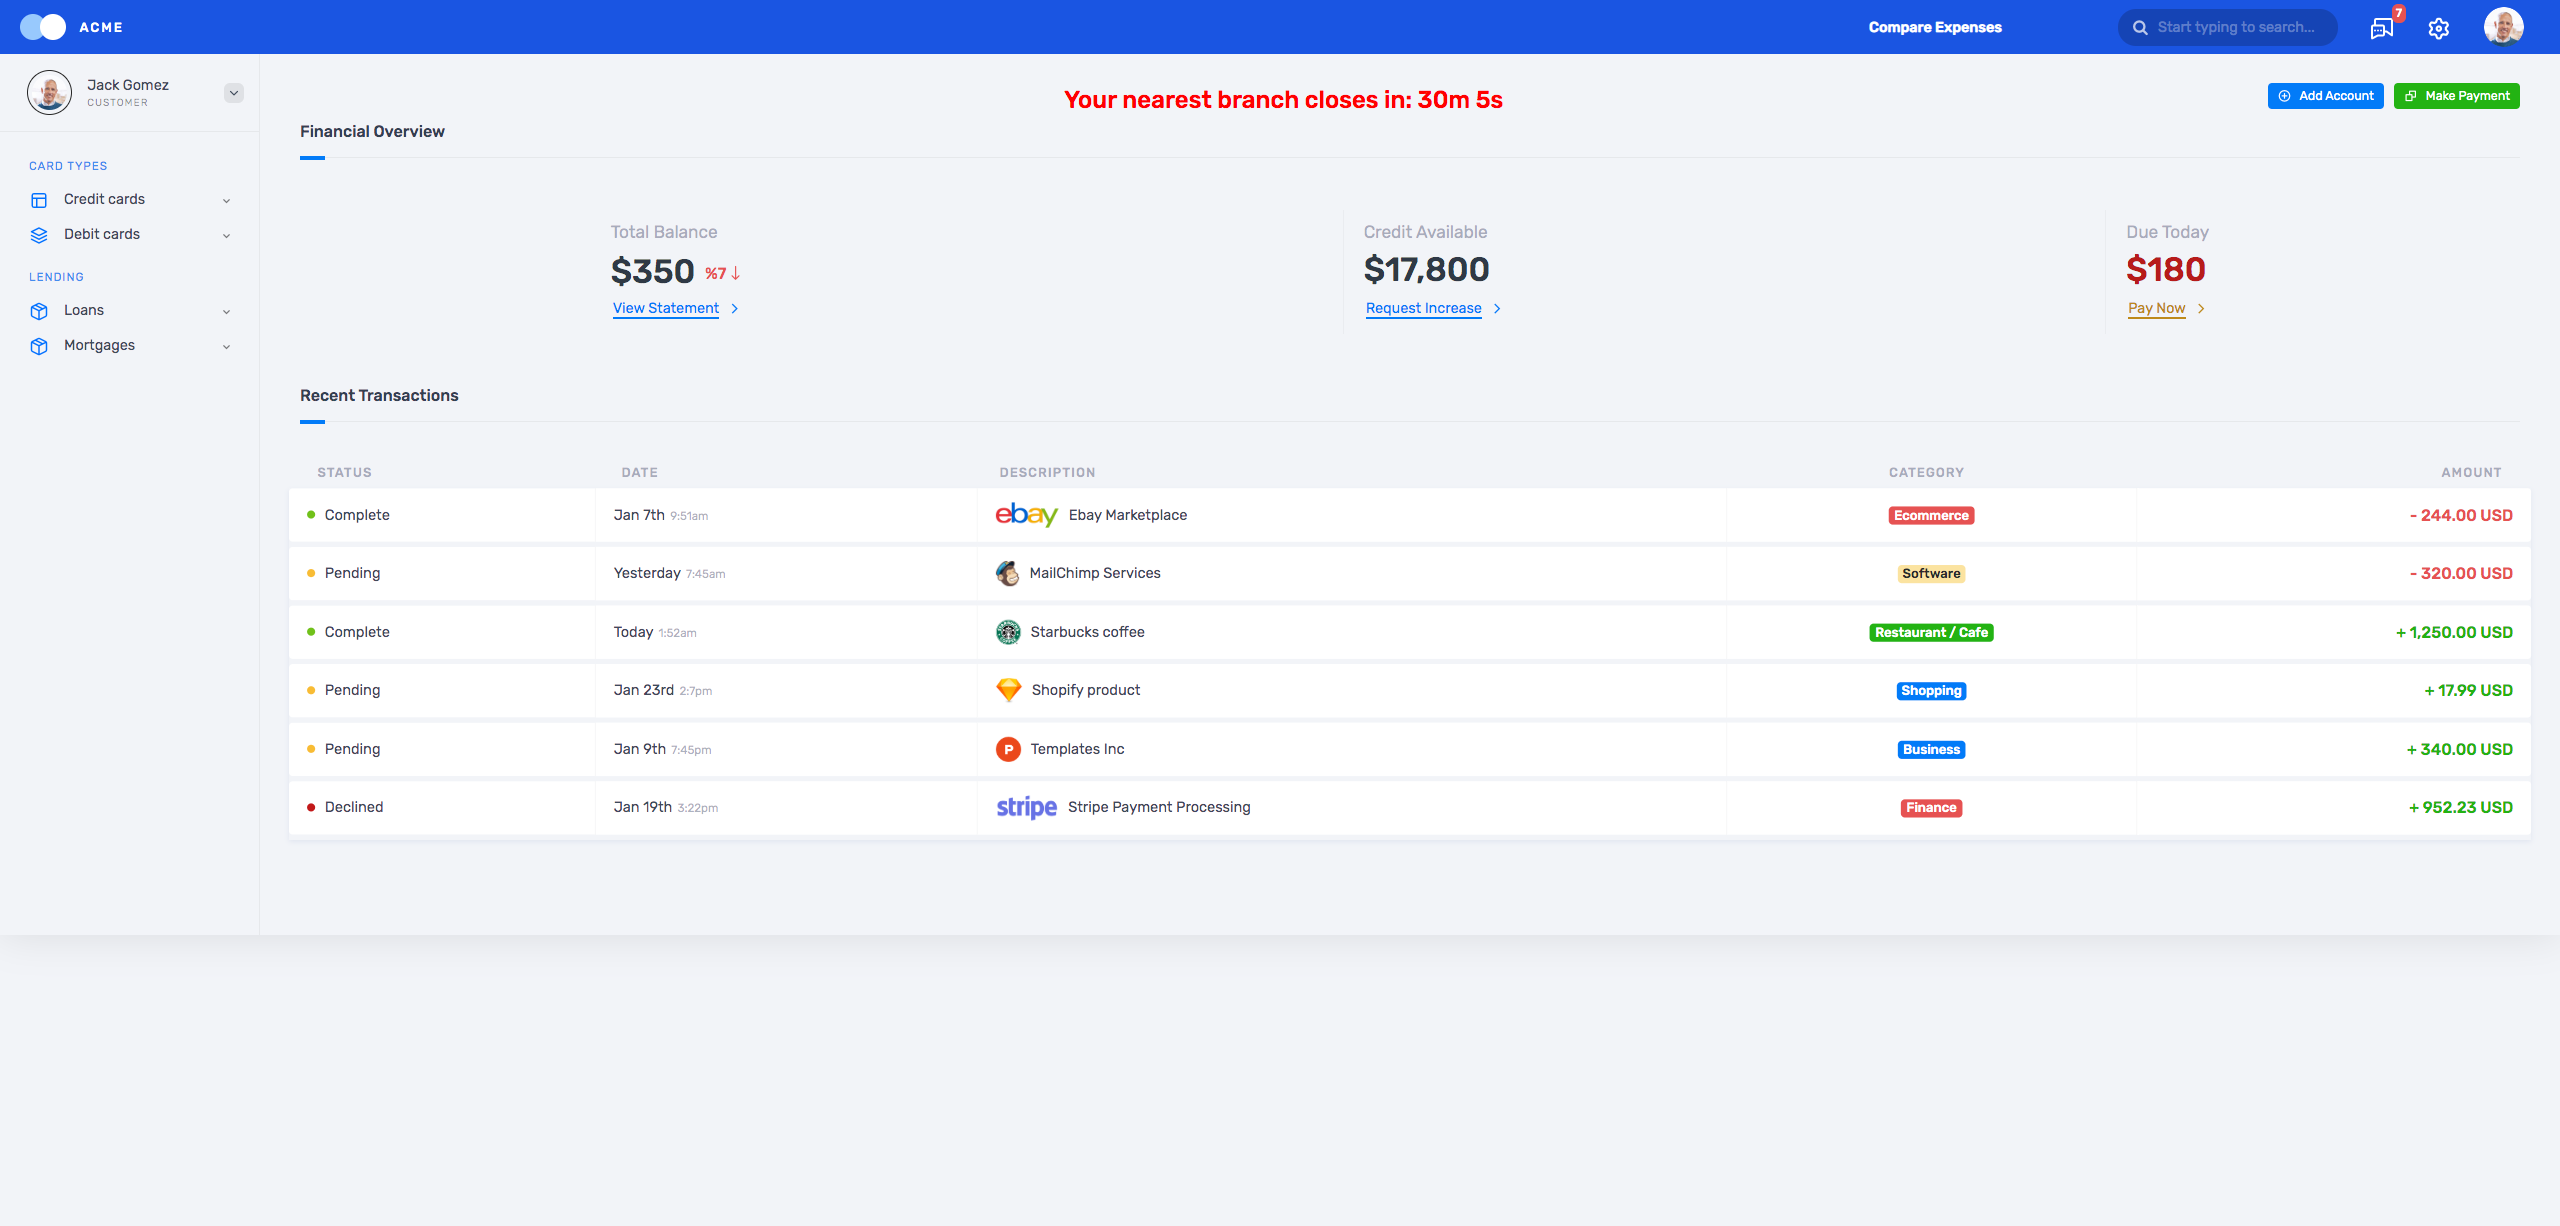 ACME
Compare Expenses
Start typing to search...
7
Jack Gomez
CUSTOMER
Your nearest branch closes in: 30m 5s
Add Account
Make Payment
Financial Overview
CARD TYPES
Credit cards
Debit cards
LENDING
Loans
Mortgages
Total Balance
$350 %7
View Statement
Credit Available
$17,800
Request Increase
Due Today
$180
Pay Now
Recent Transactions
STATUS DATE DESCRIPTION CATEGORY AMOUNT
Complete Jan 7th 9:51am ebay Ebay Marketplace Ecommerce - 244.00 USD
Pending Yesterday 7:45am MailChimp Services Software - 320.00 USD
Complete Today 1:52am Starbucks coffee Restaurant / Cafe + 1,250.00 USD
Pending Jan 23rd 2:7pm Shopify product Shopping + 17.99 USD
Pending Jan 9th 7:45pm P Templates Inc Business + 340.00 USD
Declined Jan 19th 3:22pm stripe Stripe Payment Processing Finance + 952.23 USD